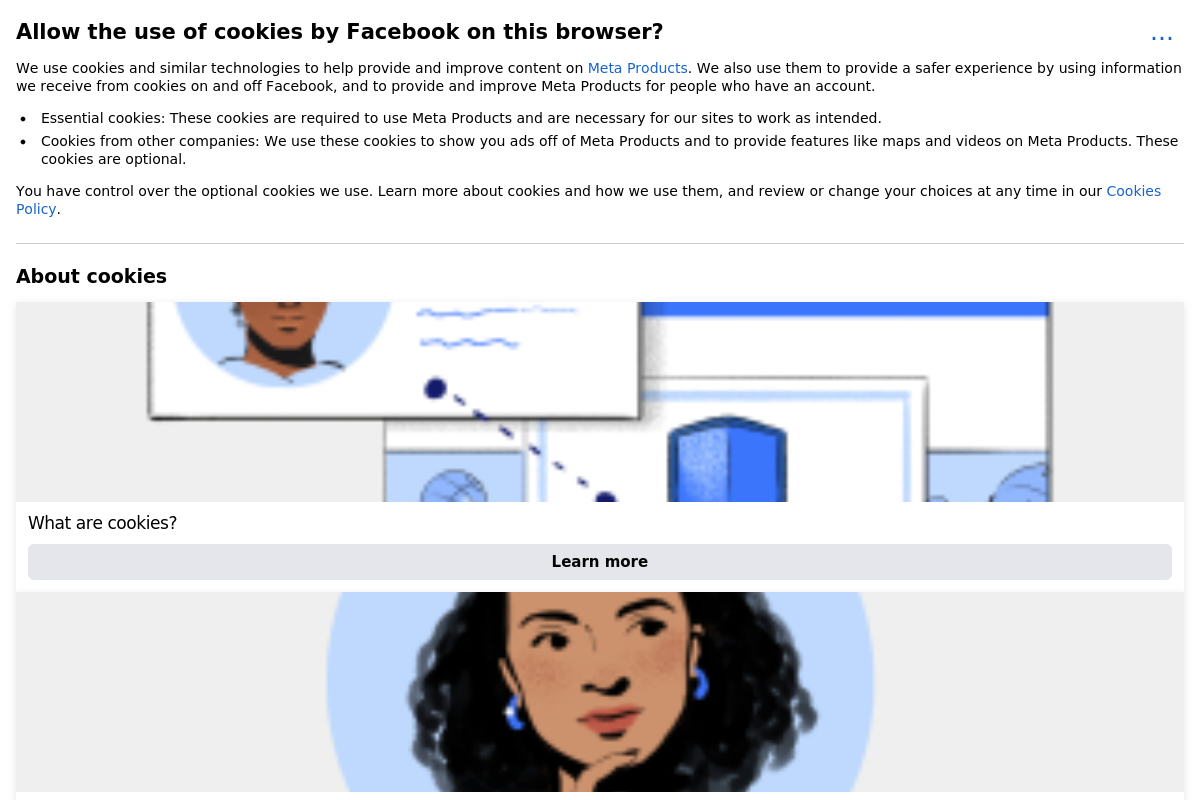 Allow the use of cookies by Facebook on this browser?
...
We use cookies and similar technologies to help provide and improve content on Meta Products. We also use them to provide a safer experience by using information
we receive from cookies on and off Facebook, and to provide and improve Meta Products for people who have an account.
• Essential cookies: These cookies are required to use Meta Products and are necessary for our sites to work as intended.
• Cookies from other companies: We use these cookies to show you ads off of Meta Products and to provide features like maps and videos on Meta Products. These
cookies are optional.
You have control over the optional cookies we use. Learn more about cookies and how we use them, and review or change your choices at any time in our Cookies
Policy.
About cookies
What are cookies?
Learn more